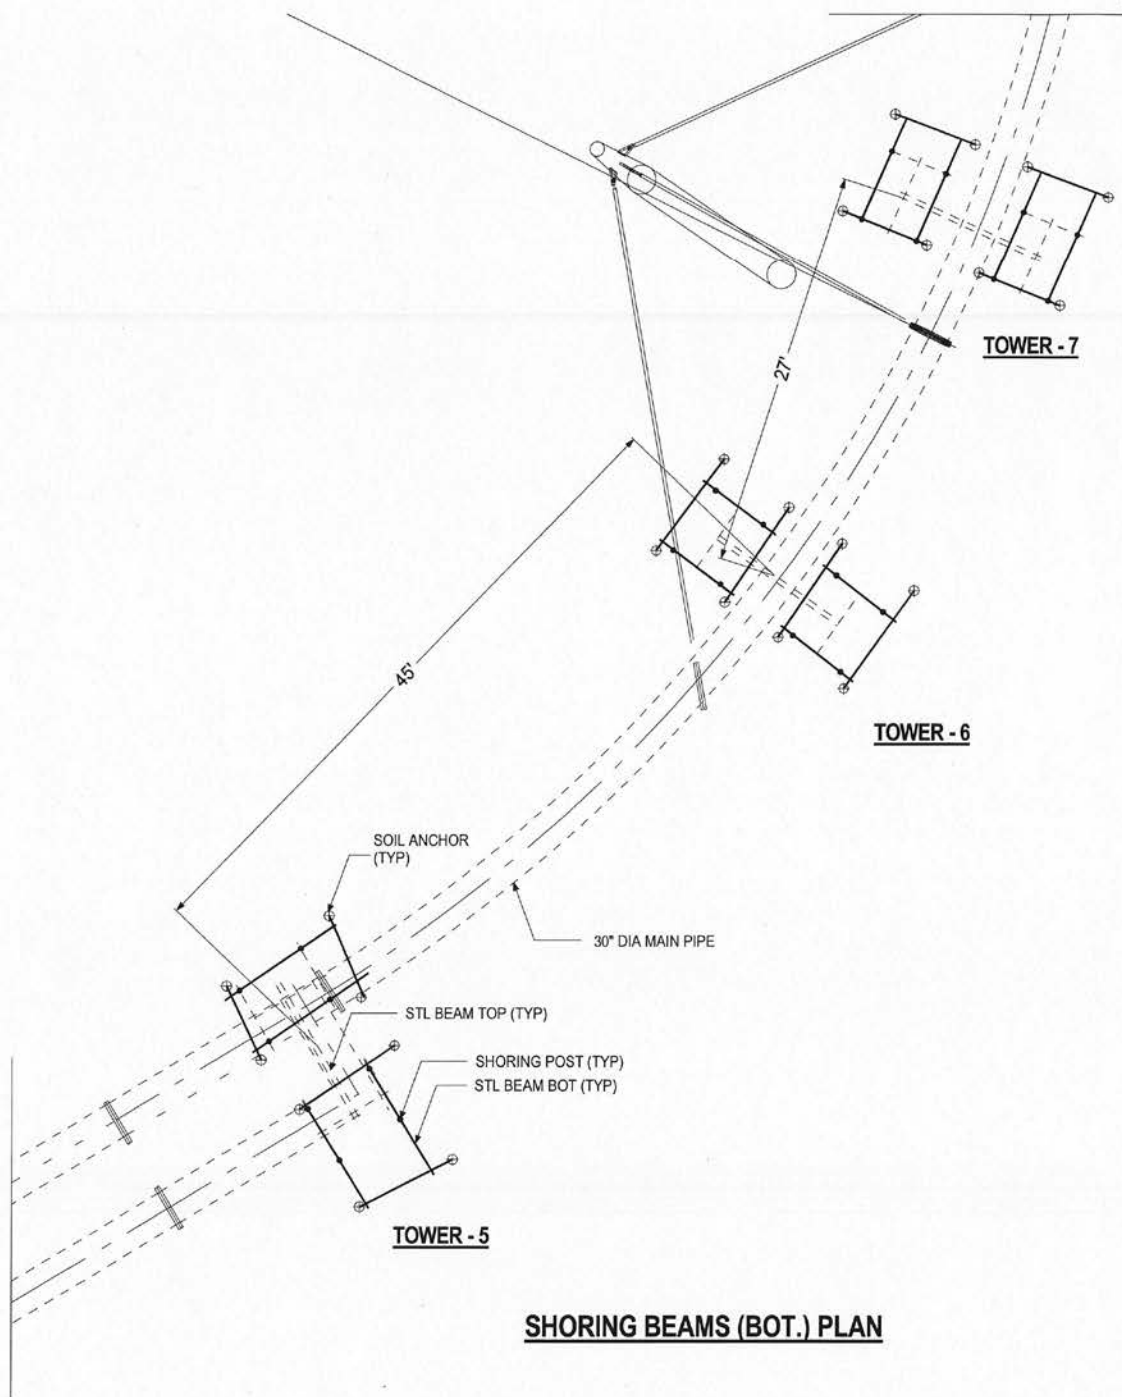 27'
TOWER - 7
45'
TOWER - 6
SOIL ANCHOR
(TYP)
30" DIA MAIN PIPE
STL BEAM TOP (TYP)
SHORING POST (TYP)
STL BEAM BOT (TYP)
TOWER - 5
SHORING BEAMS (BOT.) PLAN